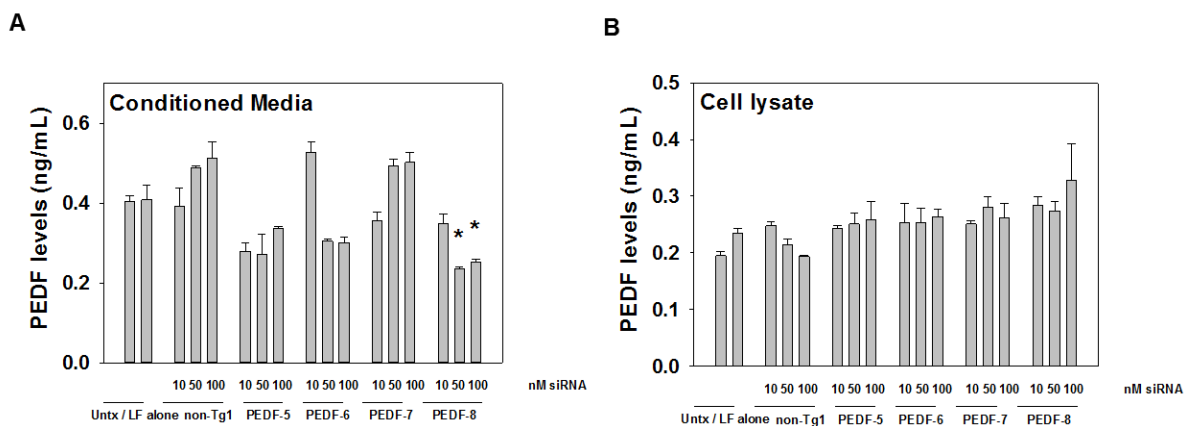 A
Conditioned Media
PEDF levels (ng/mL)
0.6
0.4
0.2
0.0
* *
10 50 100 10 50 100 10 50 100 10 50 100 10 50 100 nM siRNA
Untx / LF alone non-Tg1 PEDF-5 PEDF-6 PEDF-7 PEDF-8
B
Cell lysate
PEDF levels (ng/mL)
0.5
0.4
0.3
0.2
0.1
0.0
10 50 100 10 50 100 10 50 100 10 50 100 10 50 100 nM siRNA
Untx / LF alone non-Tg1 PEDF-5 PEDF-6 PEDF-7 PEDF-8